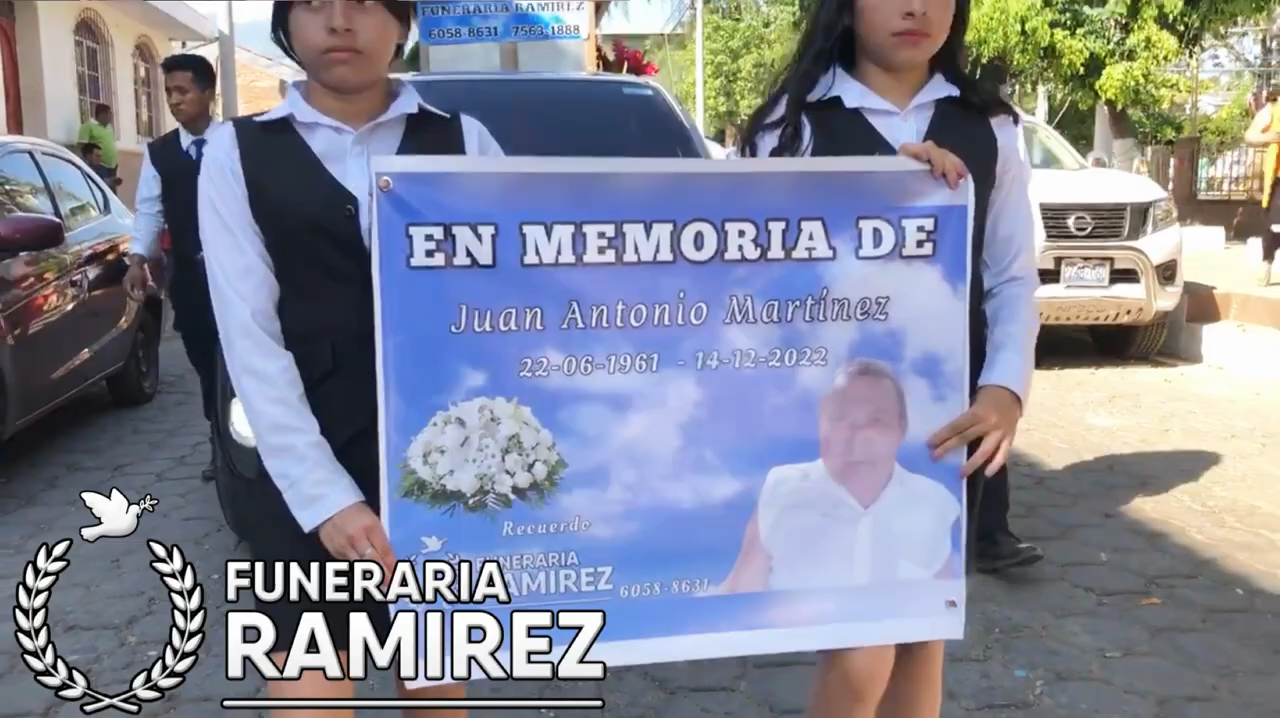 FUNERARIA RAMIREZ
6058-8631 7563-1888
EN MEMORIA DE
Juan Antonio Martínez
22-06-1961 - 14-12-2022
Recuerdo
FUNERARIA
RAMIREZ 6058-8631
FUNERARIA
RAMIREZ